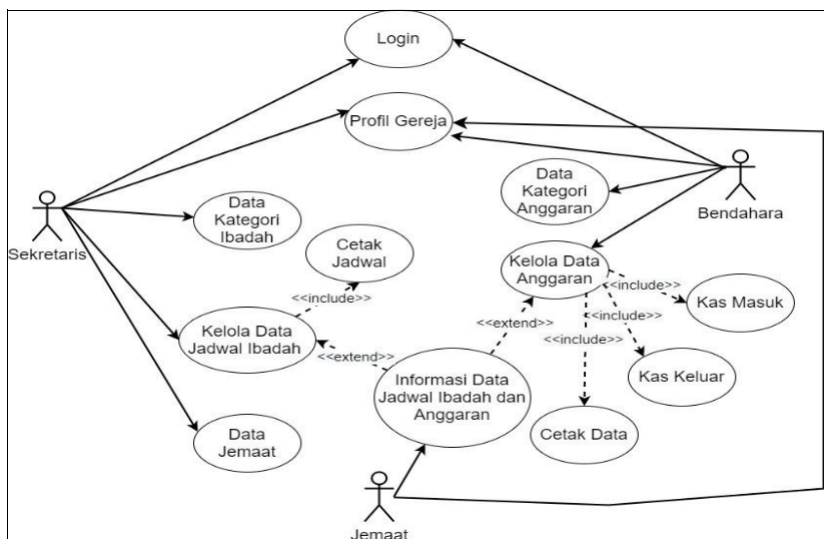 Login
Profil Gereja
Data
Kategori
Ibadah
Sekretaris
Cetak
Jadwal
Data
Kategori
Anggaran
Bendahara
Kelola Data
Anggaran
<<include>>
<<include>>
Kas Masuk
Kelola Data
Jadwal Ibadah
<<extend>>
<<extend>>
<<include>>
<<include>>
Informasi Data
Jadwal Ibadah dan
Anggaran
Kas Keluar
Data
Jemaat
Cetak Data
Jemaat